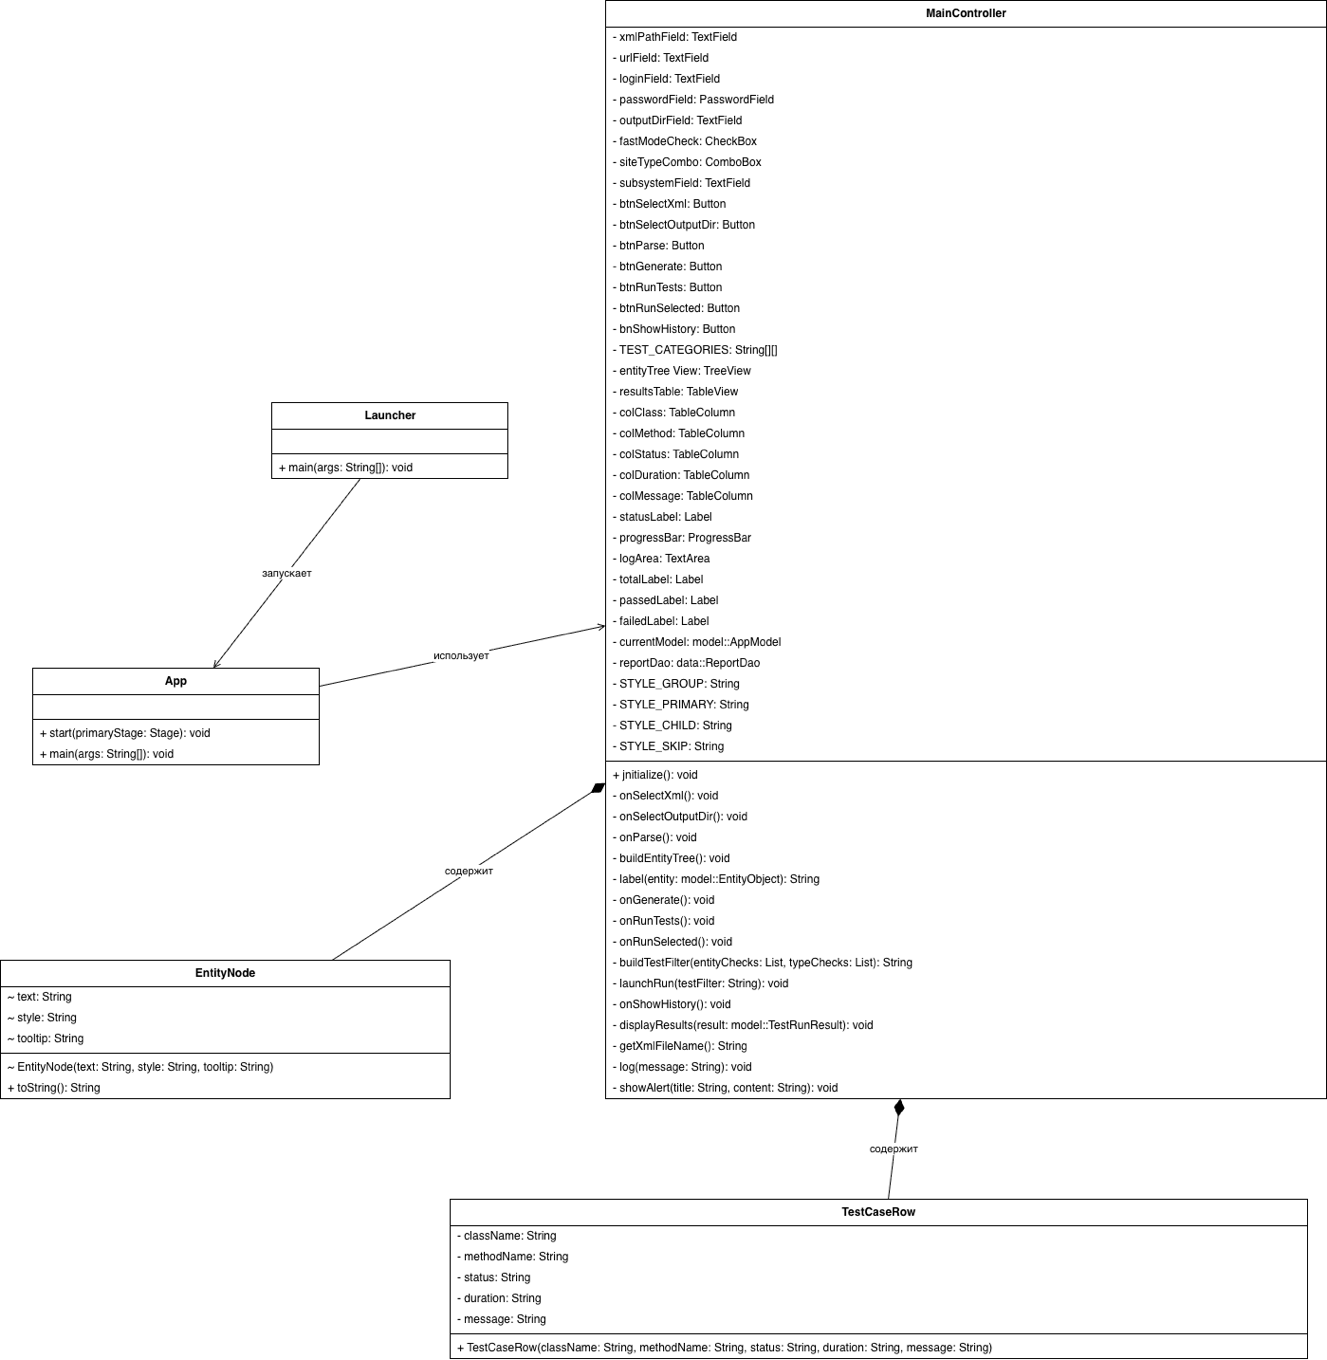 MainController
- xmlPathField: TextField
- urlField: TextField
- loginField: TextField
- passwordField: PasswordField
- outputDirField: TextField
- fastModeCheck: CheckBox
- siteTypeCombo: ComboBox
- subsystemField: TextField
- btnSelectXml: Button
- btnSelectOutputDir: Button
- btnParse: Button
- btnGenerate: Button
- btnRunTests: Button
- btnRunSelected: Button
- bnShowHistory: Button
- TEST_CATEGORIES: String[][]
- entityTree View: TreeView
- resultsTable: TableView
- colClass: TableColumn
- colMethod: TableColumn
- colStatus: TableColumn
- colDuration: TableColumn
- colMessage: TableColumn
- statusLabel: Label
- progressBar: ProgressBar
- logArea: TextArea
- totalLabel: Label
- passedLabel: Label
- failedLabel: Label
- currentModel: model::AppModel
- reportDao: data::ReportDao
- STYLE_GROUP: String
- STYLE_PRIMARY: String
- STYLE_CHILD: String
- STYLE_SKIP: String
+ jnitialize(): void
- onSelectXml(): void
- onSelectOutputDir(): void
- onParse(): void
- buildEntityTree(): void
- label(entity: model::EntityObject): String
- onGenerate(): void
- onRunTests(): void
- onRunSelected(): void
- buildTestFilter(entityChecks: List, typeChecks: List): String
- launchRun(testFilter: String): void
- onShowHistory(): void
- displayResults(result: model::TestRunResult): void
- getXmlFileName(): String
- log(message: String): void
- showAlert(title: String, content: String): void
Launcher
+ main(args: String[]): void
запускает
App
+ start(primaryStage: Stage): void
+ main(args: String[]): void
использует
содержит
EntityNode
~ text: String
~ style: String
~ tooltip: String
~ EntityNode(text: String, style: String, tooltip: String)
+ toString(): String
содержит
TestCaseRow
- className: String
- methodName: String
- status: String
- duration: String
- message: String
+ TestCaseRow(className: String, methodName: String, status: String, duration: String, message: String)